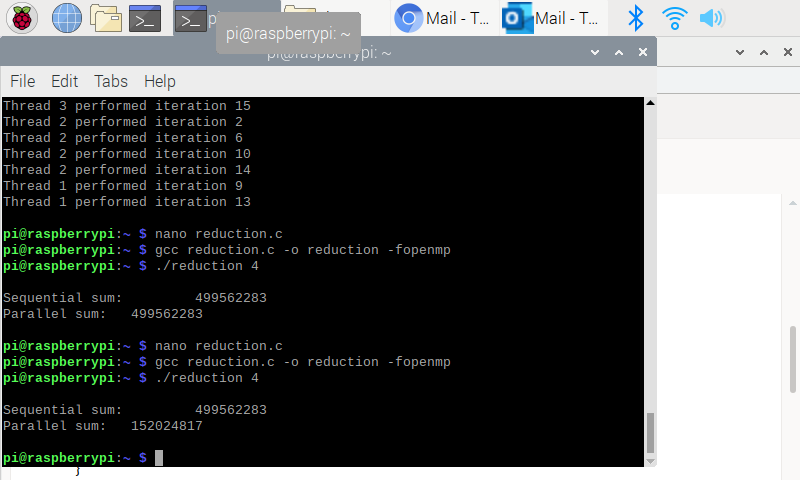 Mail - T...
Mail - T...
pi@raspberrypi: ~
pi@raspberrypi: ~
File Edit Tabs Help
Thread 3 performed iteration 15
Thread 2 performed iteration 2
Thread 2 performed iteration 6
Thread 2 performed iteration 10
Thread 2 performed iteration 14
Thread 1 performed iteration 9
Thread 1 performed iteration 13
pi@raspberrypi:~ $ nano reduction.c
pi@raspberrypi:~ $ gcc reduction.c -o reduction -fopenmp
pi@raspberrypi:~ $ ./reduction 4
Sequential sum: 499562283
Parallel sum: 499562283
pi@raspberrypi:~ $ nano reduction.c
pi@raspberrypi:~ $ gcc reduction.c -o reduction -fopenmp
pi@raspberrypi:~ $ ./reduction 4
Sequential sum: 499562283
Parallel sum: 152024817
pi@raspberrypi:~ $
}